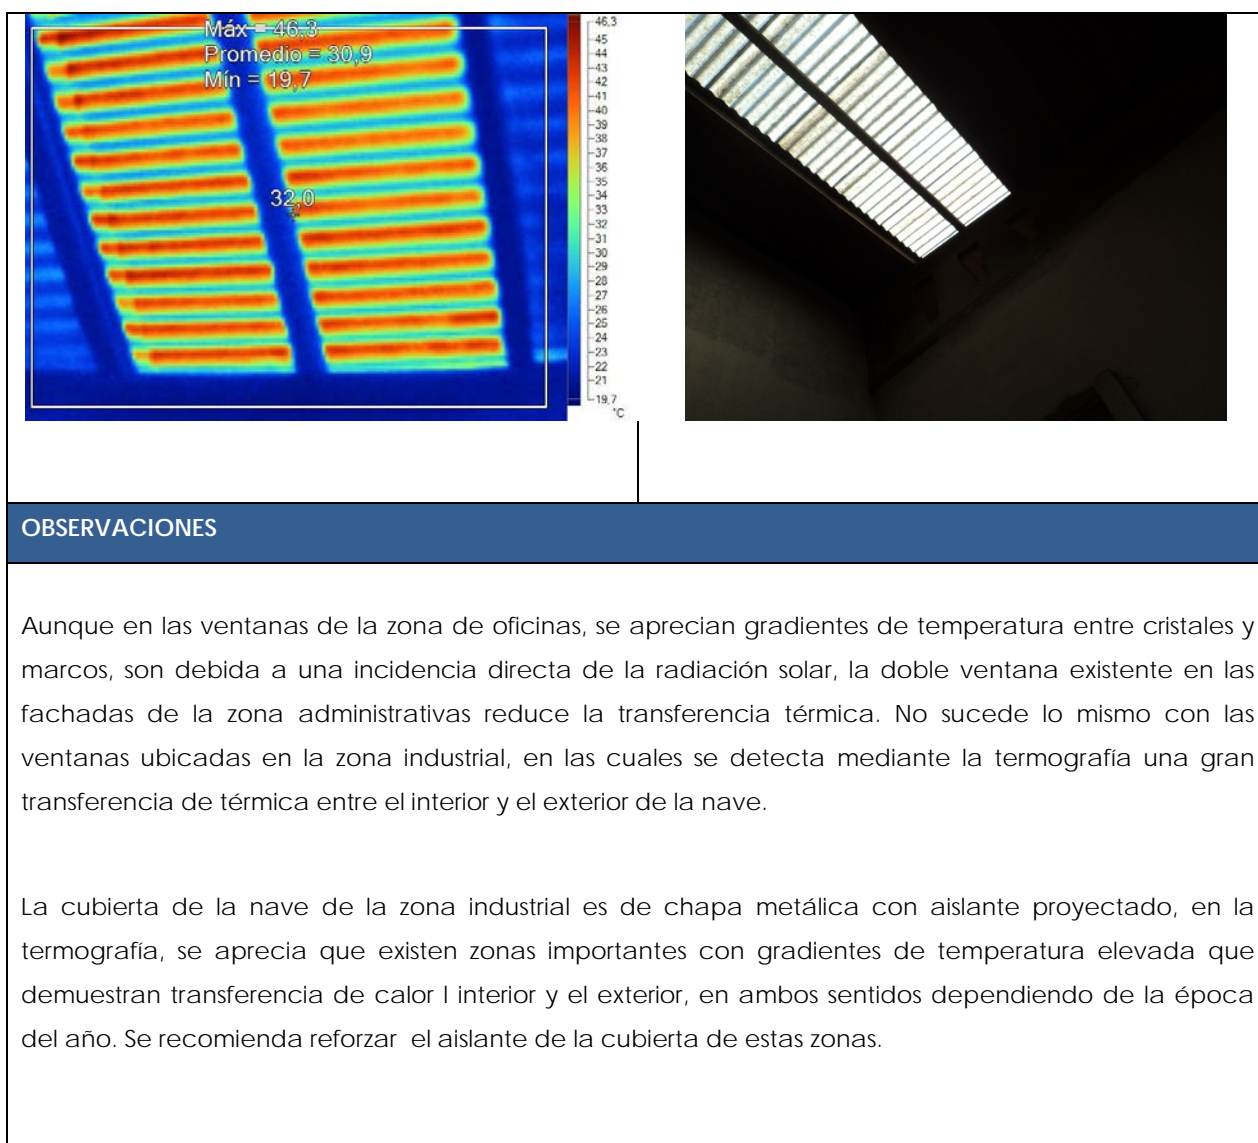 Máx = 46,3
Promedio = 30,9
Mín = 19,7
32,0
46,3
45
44
43
42
41
40
39
38
37
36
35
34
33
32
31
30
29
28
27
26
25
24
23
22
21
19,7
°C
OBSERVACIONES
Aunque en las ventanas de la zona de oficinas, se aprecian gradientes de temperatura entre cristales y
marcos, son debida a una incidencia directa de la radiación solar, la doble ventana existente en las
fachadas de la zona administrativas reduce la transferencia térmica. No sucede lo mismo con las
ventanas ubicadas en la zona industrial, en las cuales se detecta mediante la termografía una gran
transferencia de térmica entre el interior y el exterior de la nave.
La cubierta de la nave de la zona industrial es de chapa metálica con aislante proyectado, en la
termografía, se aprecia que existen zonas importantes con gradientes de temperatura elevada que
demuestran transferencia de calor l interior y el exterior, en ambos sentidos dependiendo de la época
del año. Se recomienda reforzar el aislante de la cubierta de estas zonas.